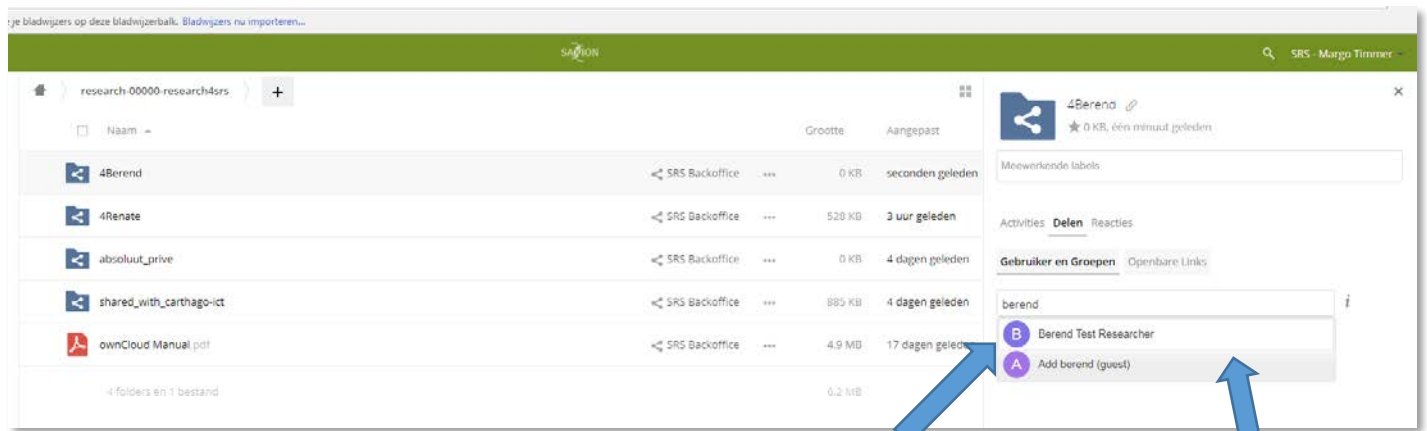 je bladwijzers op deze bladwijzerbalk. Bladwijzers nu importeren...
SAXION
SRS - Margo Timmer
research-00000-research4srs +
Naam Grootte Aangepast
4Berend SRS Backoffice ... 0 KB seconden geleden
4Renate SRS Backoffice ... 528 KB 3 uur geleden
absoluut_prive SRS Backoffice ... 0 KB 4 dagen geleden
shared_with_carthago-ict SRS Backoffice ... 885 KB 4 dagen geleden
ownCloud Manual.pdf SRS Backoffice ... 4.9 MB 17 dagen geleden
4 folders en 1 bestand 6.2 MB
4Berend
0 KB, één minuut geleden
Meewerkende labels
Activities Delen Reacties
Gebruiker en Groepen Openbare Links
berend i
B Berend Test Researcher
A Add berend (guest)